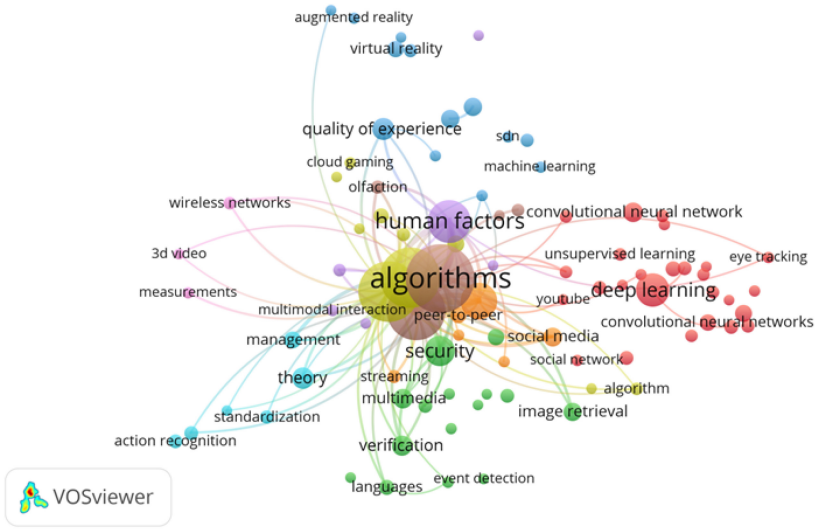 augmented reality
virtual reality
quality of experience
sdn
cloud gaming
machine learning
olfaction
wireless networks
human factors
convolutional neural network
3d video
unsupervised learning
eye tracking
algorithms
measurements
deep learning
youtube
multimodal interaction
peer-to-peer
convolutional neural networks
management
social media
security
social network
theory
streaming
algorithm
multimedia
standardization
image retrieval
action recognition
verification
languages
event detection
VOSviewer